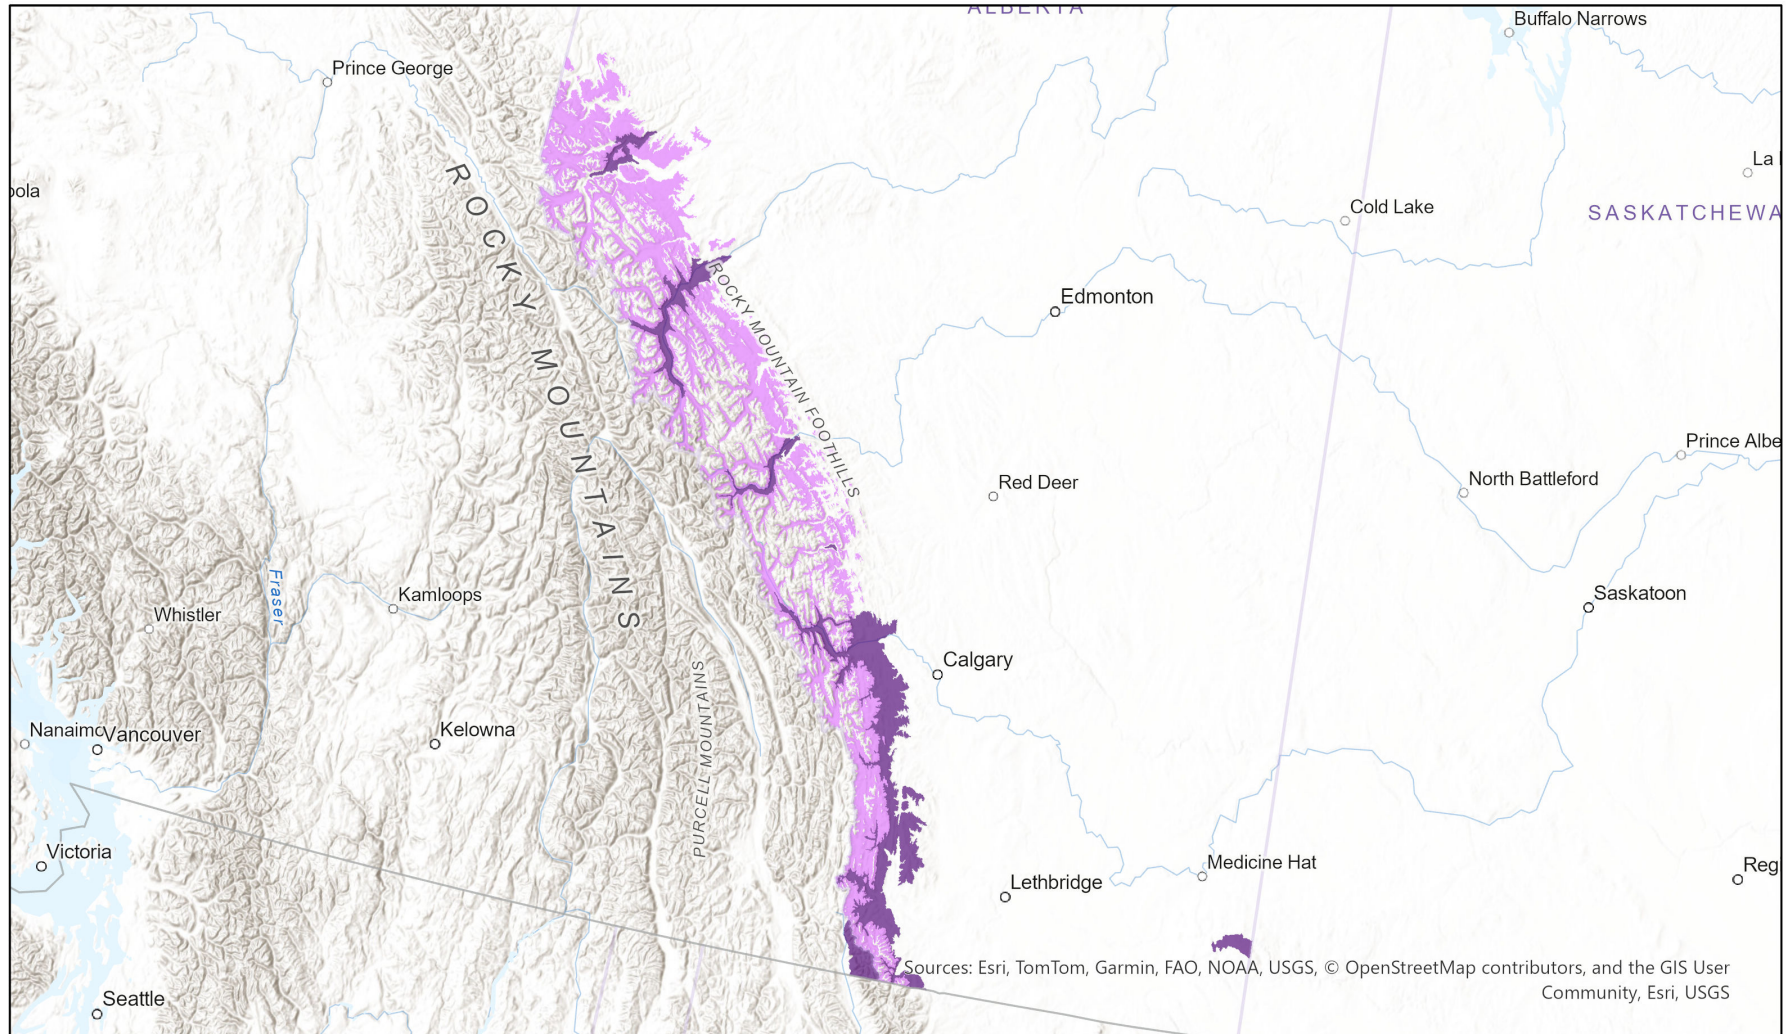 ALBERTA
Buffalo Narrows
Prince George
La
oola
Cold Lake
SASKATCHEWA
ROCKY MOUNTAINS
Edmonton
ROCKY MOUNTAIN FOOTHILLS
Prince Albe
Red Deer
North Battleford
Fraser
Kamloops
Saskatoon
Whistler
Calgary
PURCELL MOUNTAINS
Nanaimo
Vancouver
Kelowna
Victoria
Medicine Hat
Reg
Lethbridge
Sources: Esri, TomTom, Garmin, FAO, NOAA, USGS, © OpenStreetMap contributors, and the GIS User
Community, Esri, USGS
Seattle